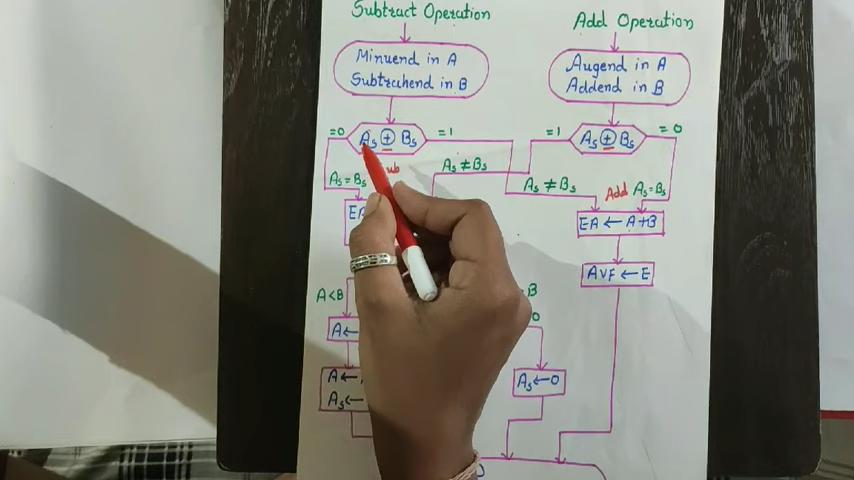 Subtract Operation
Add Operation
Minuend in A
Subtrahend in B
Augend in A
Addend in B
=0
As ⊕ Bs
=1
=1
As ⊕ Bs
=0
As = Bs
As ≠ Bs
As ≠ Bs
Add
As = Bs
EA ← A+B
AVF ← E
A<B
A←
As←0
A←
As←